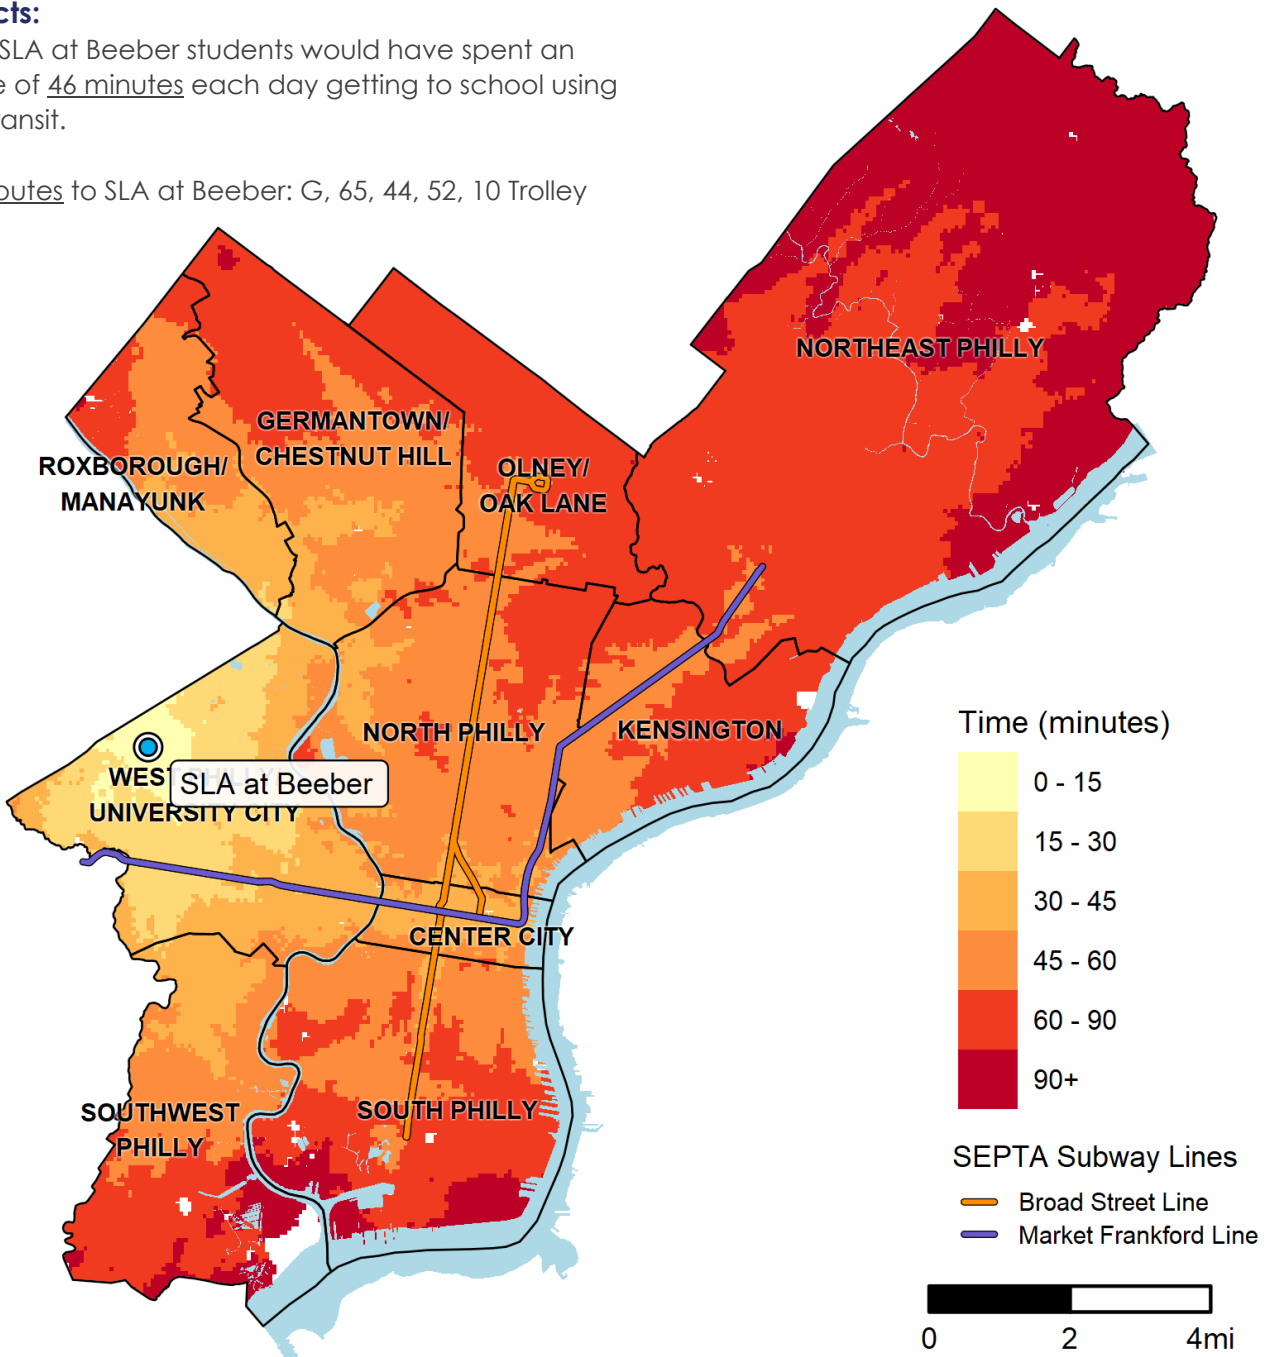 cts:
SLA at Beeber students would have spent an
e of 46 minutes each day getting to school using
ransit.
outes to SLA at Beeber: G, 65, 44, 52, 10 Trolley
NORTHEAST PHILLY
GERMANTOWN/
CHESTNUT HILL
ROXBOROUGH/
MANAYUNK
OLNEY/
OAK LANE
NORTH PHILLY
KENSINGTON
WEST PHILLY/
SLA at Beeber
UNIVERSITY CITY
CENTER CITY
SOUTHWEST
PHILLY
SOUTH PHILLY
Time (minutes)
0 - 15
15 - 30
30 - 45
45 - 60
60 - 90
90+
SEPTA Subway Lines
Broad Street Line
Market Frankford Line
0 2 4mi